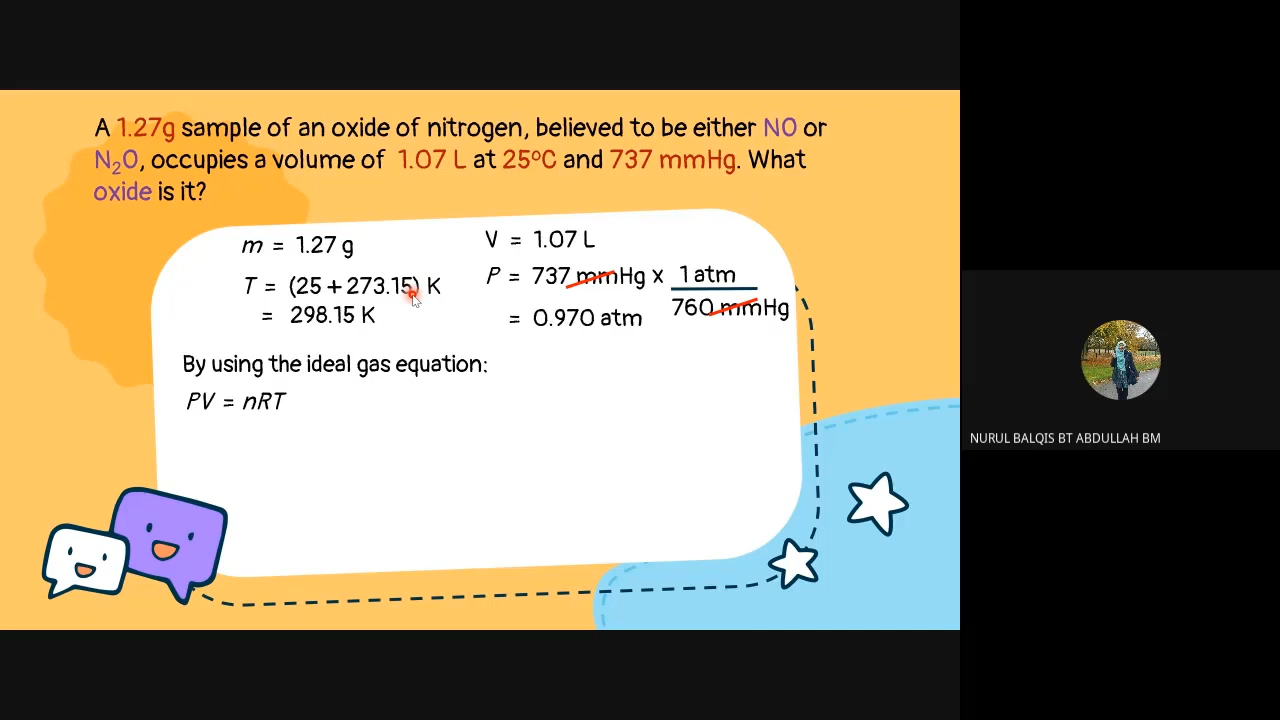 A 1.27g sample of an oxide of nitrogen, believed to be either NO or
N₂O, occupies a volume of 1.07 L at 25⁰C and 737 mmHg. What
oxide is it?
m = 1.27 g
T = (25 + 273.15) K
= 298.15 K
V = 1.07 L
P = 737 mmHg x 1 atm
760 mmHg
= 0.970 atm
By using the ideal gas equation:
PV = nRT
NURUL BALQIS BT ABDULLAH BM